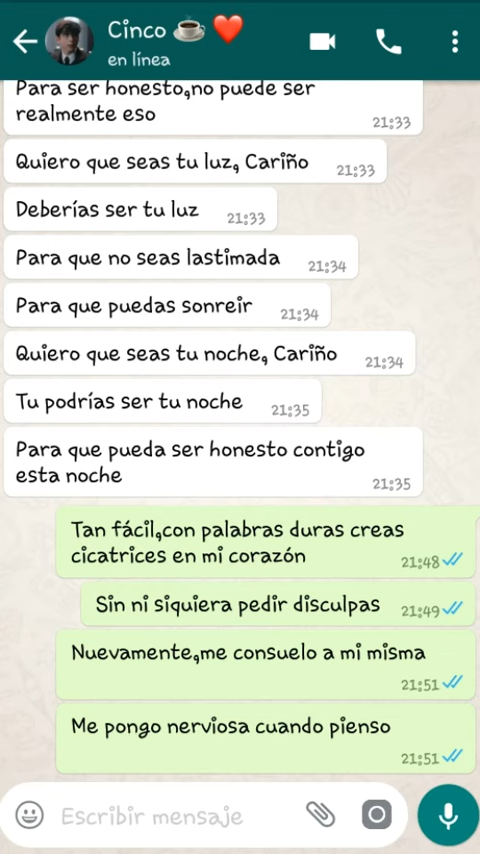 Cinco ☕❤️
en línea
Para ser honesto,no puede ser
realmente eso
21:33
Quiero que seas tu luz, Cariño
21:33
Deberías ser tu luz
21:33
Para que no seas lastimada
21:34
Para que puedas sonreir
21:34
Quiero que seas tu noche, Cariño
21:34
Tu podrías ser tu noche
21:35
Para que pueda ser honesto contigo
esta noche
21:35
Tan fácil,con palabras duras creas
cicatrices en mi corazón
21:48
Sin ni siquiera pedir disculpas
21:49
Nuevamente,me consuelo a mi misma
21:51
Me pongo nerviosa cuando pienso
21:51
Escribir mensaje